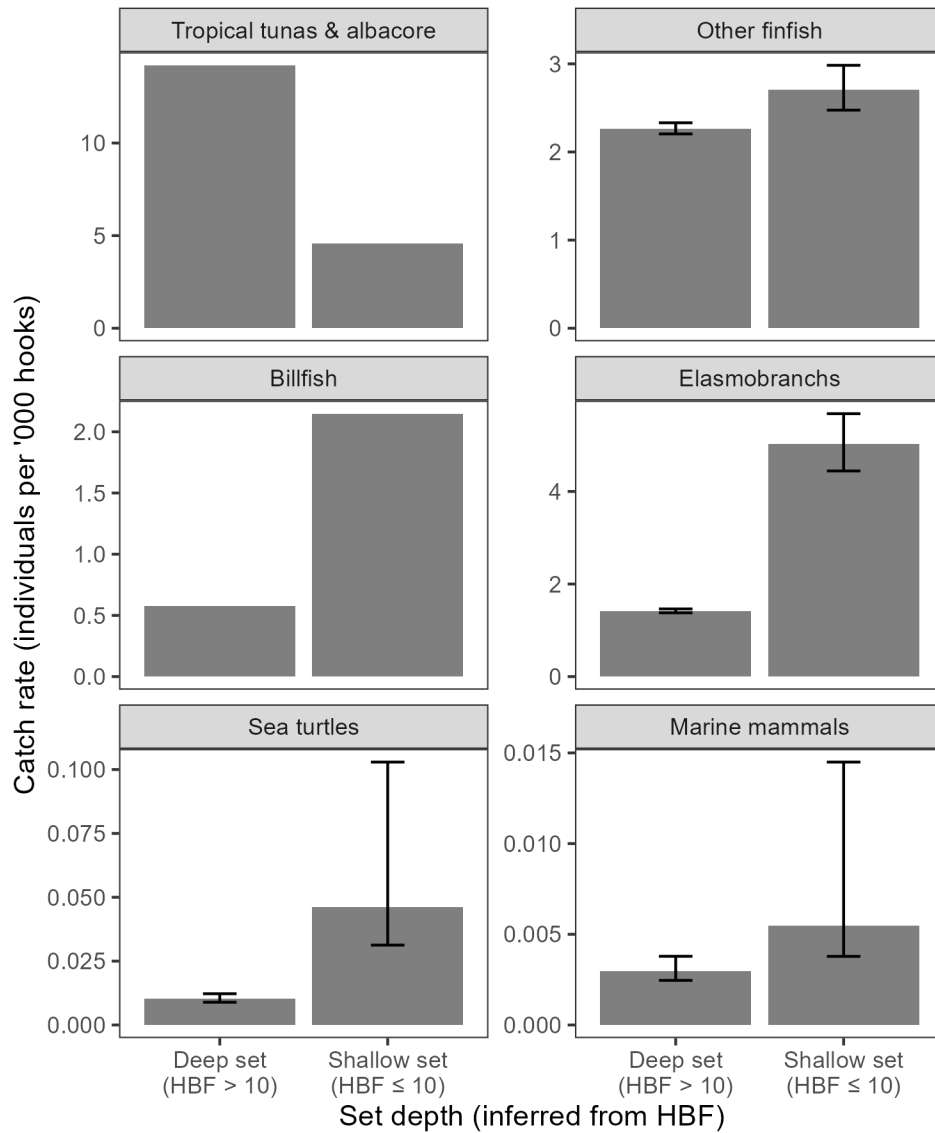 Tropical tunas & albacore
10
5
0
Other finfish
3
2
1
0
Billfish
2.0
1.5
1.0
0.5
0.0
Elasmobranchs
4
2
0
Sea turtles
0.100
0.075
0.050
0.025
0.000
Marine mammals
0.015
0.010
0.005
0.000
Catch rate (individuals per '000 hooks)
Deep set
(HBF > 10)
Shallow set
(HBF ≤ 10)
Deep set
(HBF > 10)
Shallow set
(HBF ≤ 10)
Set depth (inferred from HBF)